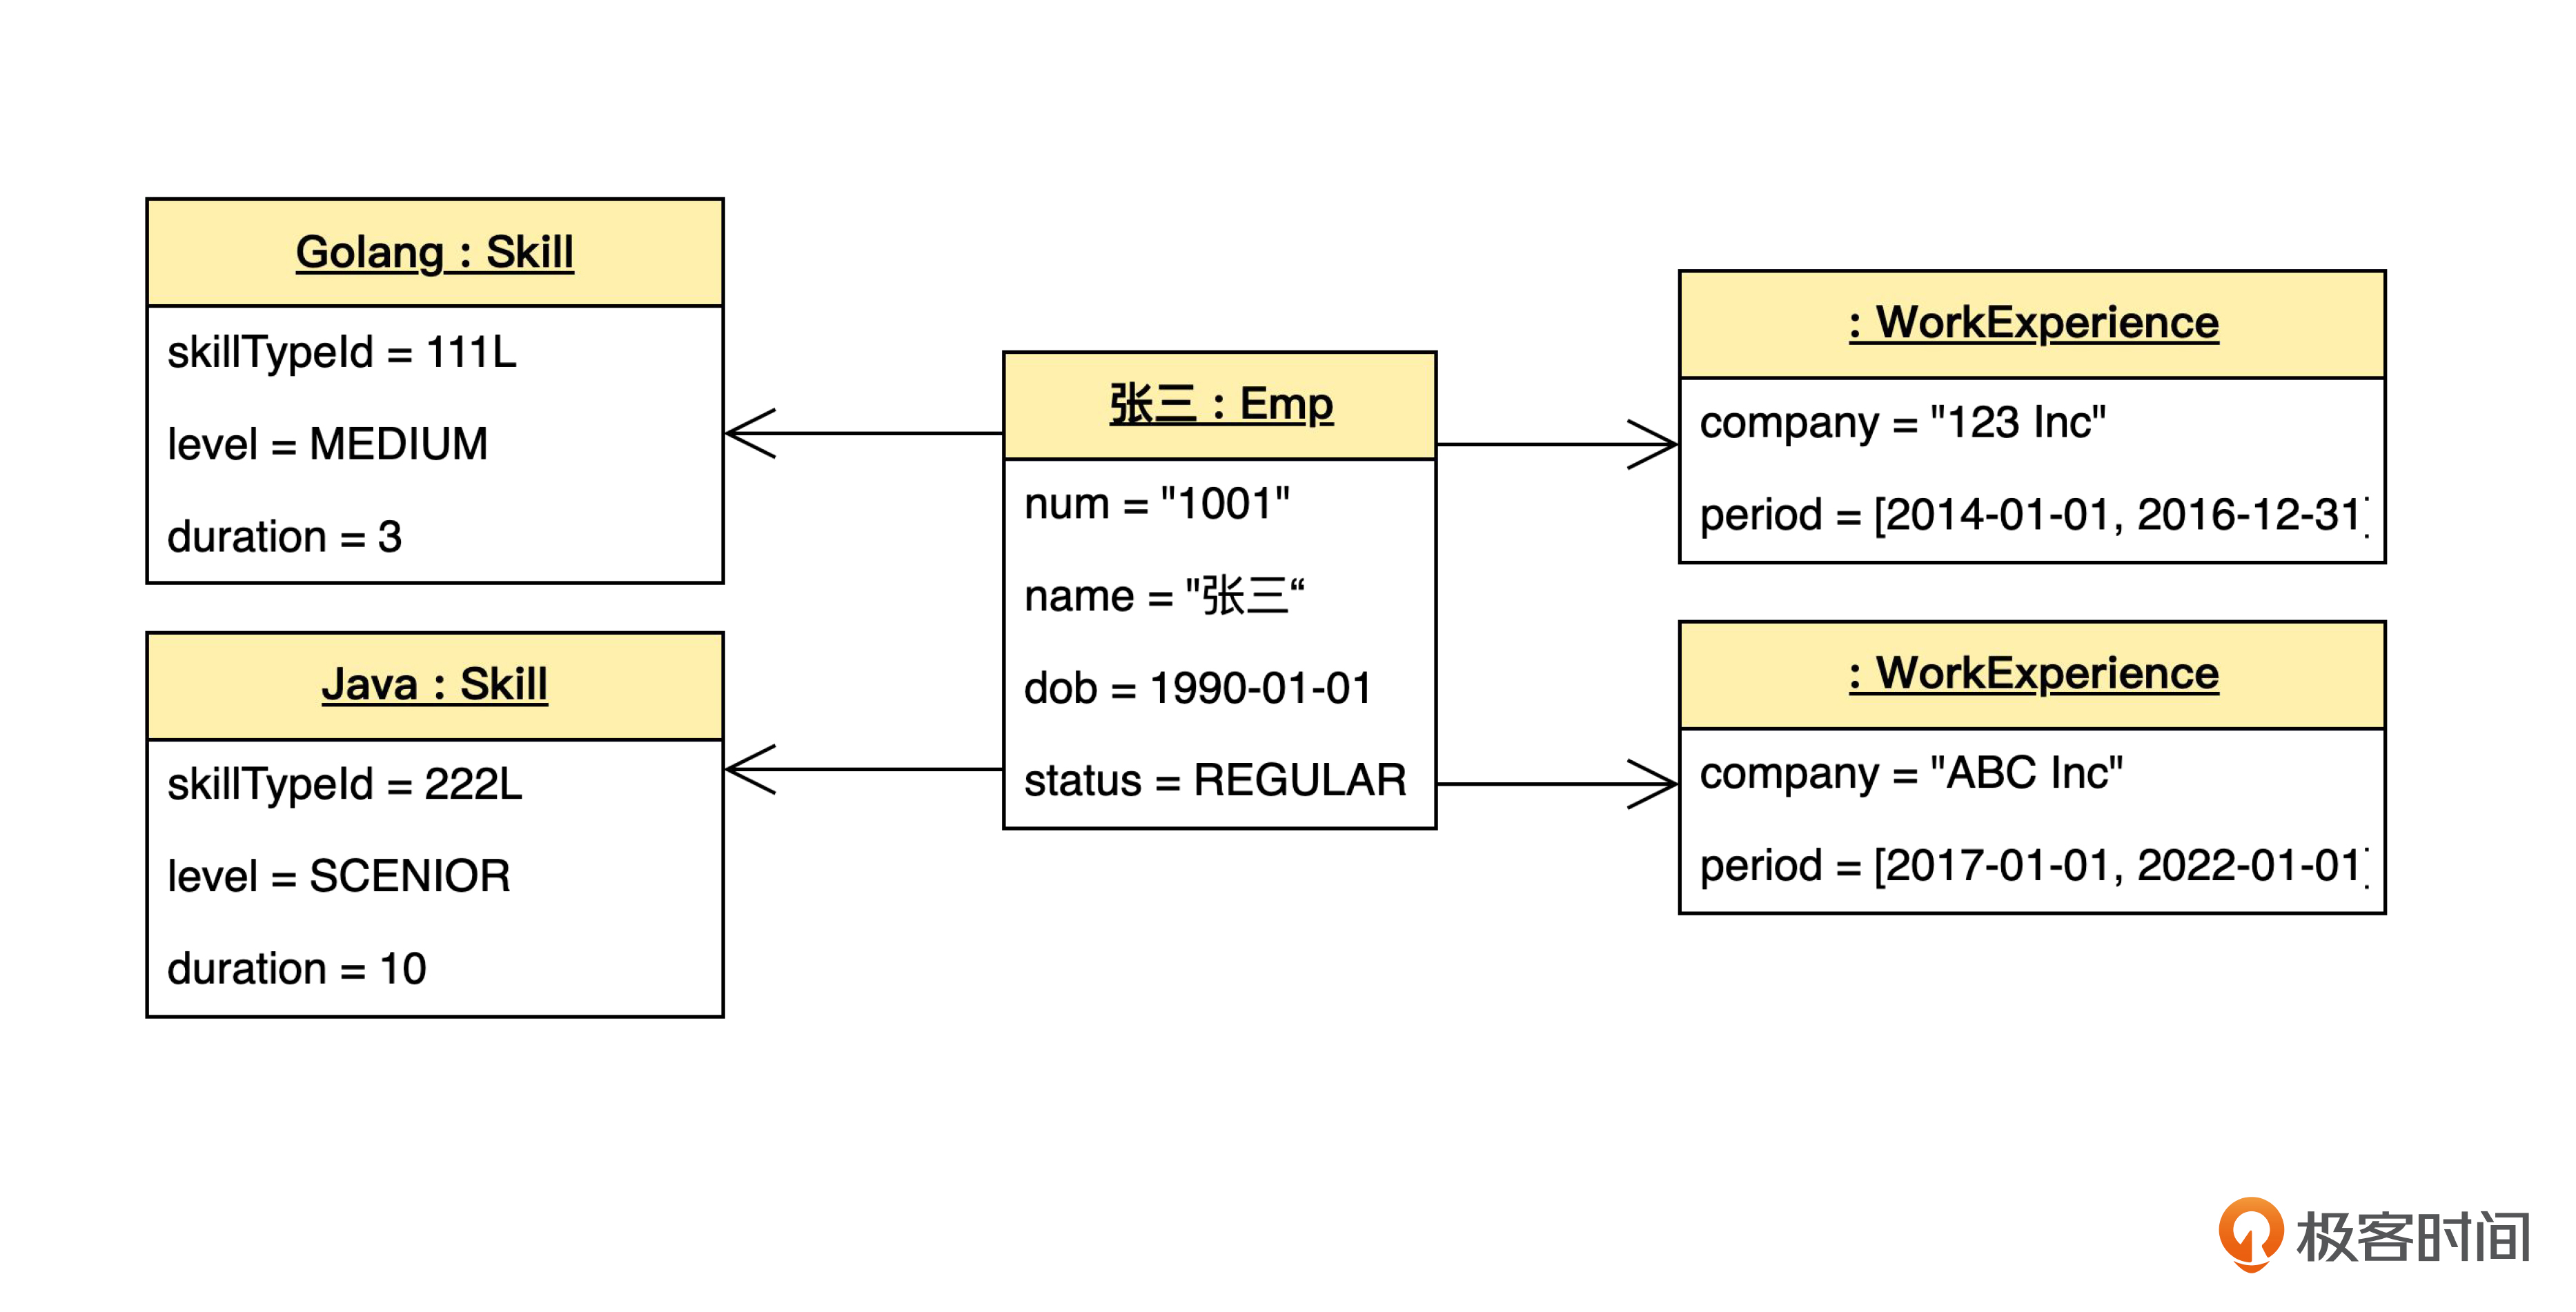 Golang : Skill
skillTypeId = 111L
level = MEDIUM
duration = 3
Java : Skill
skillTypeId = 222L
level = SCENIOR
duration = 10
张三 : Emp
num = "1001"
name = "张三“
dob = 1990-01-01
status = REGULAR
: WorkExperience
company = "123 Inc"
period = [2014-01-01, 2016-12-31]
: WorkExperience
company = "ABC Inc"
period = [2017-01-01, 2022-01-01]
极客时间